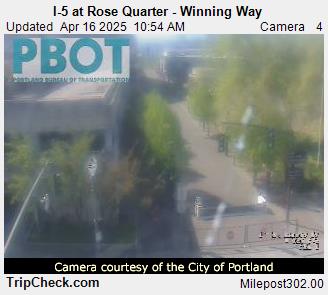 I-5 at Rose Quarter - Winning Way
Updated Apr 16 2025 10:54 AM Camera 4
PBOT
PORTLAND BUREAU OF TRANSPORTATION
Camera courtesy of the City of Portland
TripCheck.com Milepost302.00